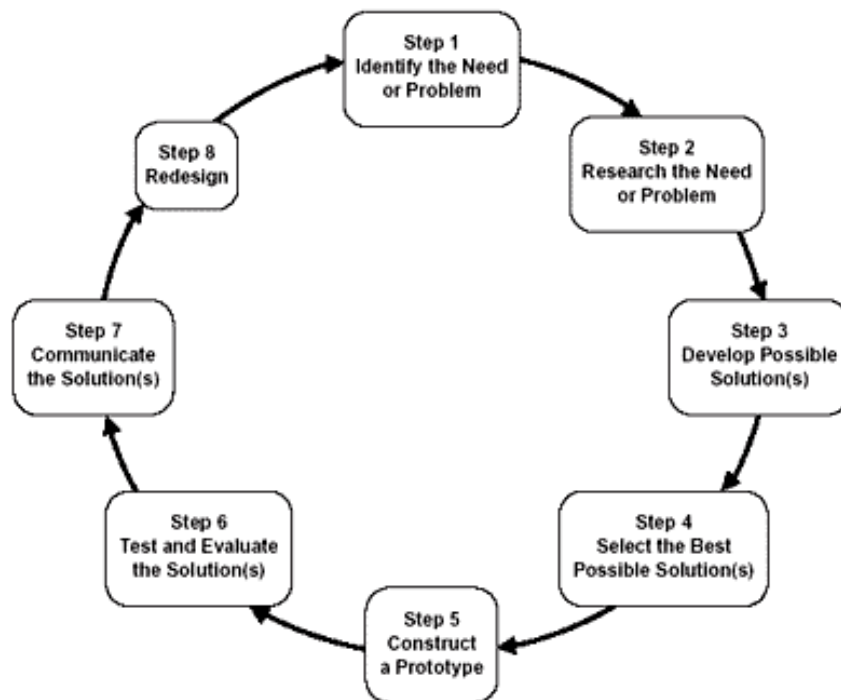 Step 1
Identify the Need
or Problem
Step 2
Research the Need
or Problem
Step 3
Develop Possible
Solution(s)
Step 4
Select the Best
Possible Solution(s)
Step 5
Construct
a Prototype
Step 6
Test and Evaluate
the Solution(s)
Step 7
Communicate
the Solution(s)
Step 8
Redesign